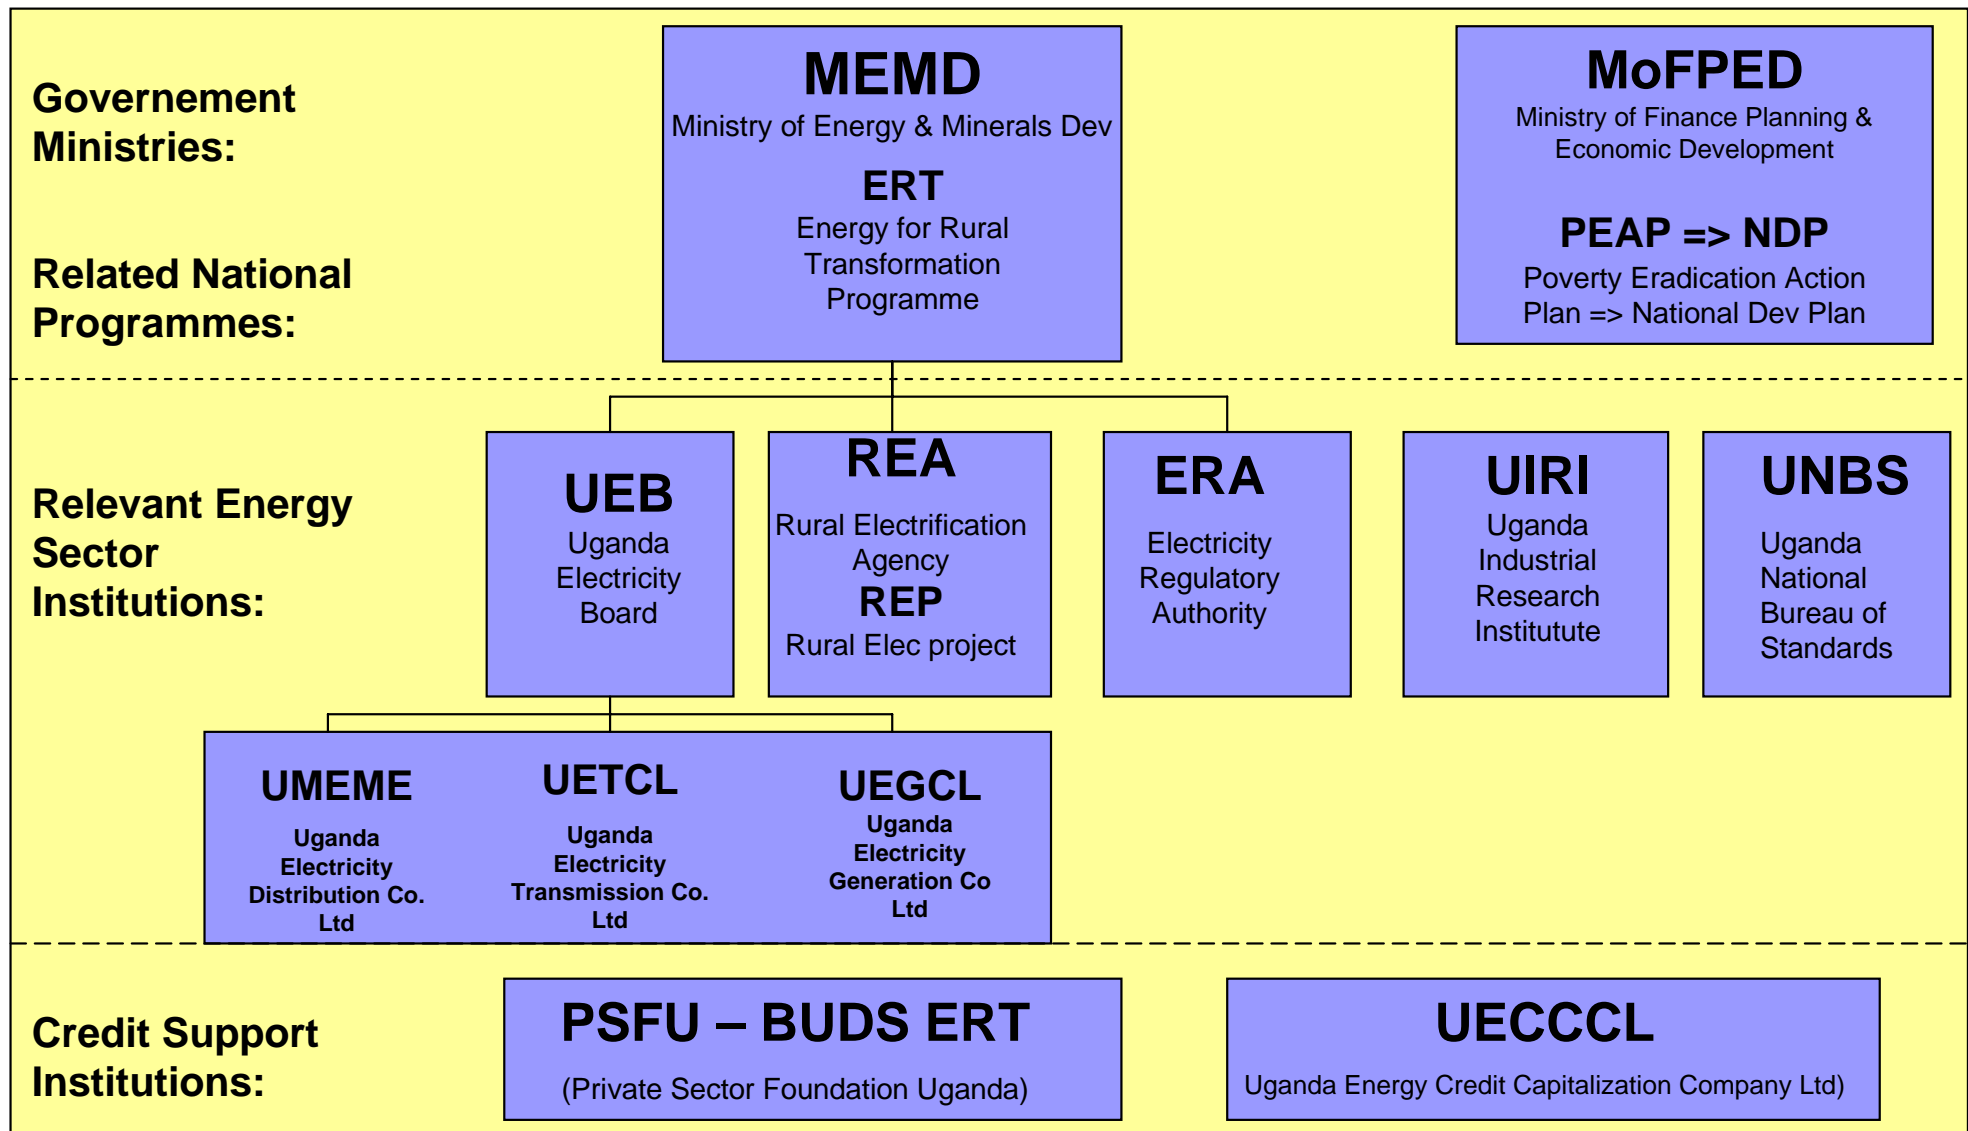 Governement
Ministries:
MEMD
Ministry of Energy & Minerals Dev
ERT
Energy for Rural
Transformation
Programme
MoFPED
Ministry of Finance Planning &
Economic Development
PEAP => NDP
Poverty Eradication Action
Plan => National Dev Plan
Related National
Programmes:
Relevant Energy
Sector
Institutions:
UEB
Uganda
Electricity
Board
REA
Rural Electrification
Agency
REP
Rural Elec project
ERA
Electricity
Regulatory
Authority
UIRI
Uganda
Industrial
Research
Institutute
UNBS
Uganda
National
Bureau of
Standards
UMEME
Uganda
Electricity
Distribution Co.
Ltd
UETCL
Uganda
Electricity
Transmission Co.
Ltd
UEGCL
Uganda
Electricity
Generation Co
Ltd
Credit Support
Institutions:
PSFU – BUDS ERT
(Private Sector Foundation Uganda)
UECCCL
Uganda Energy Credit Capitalization Company Ltd)